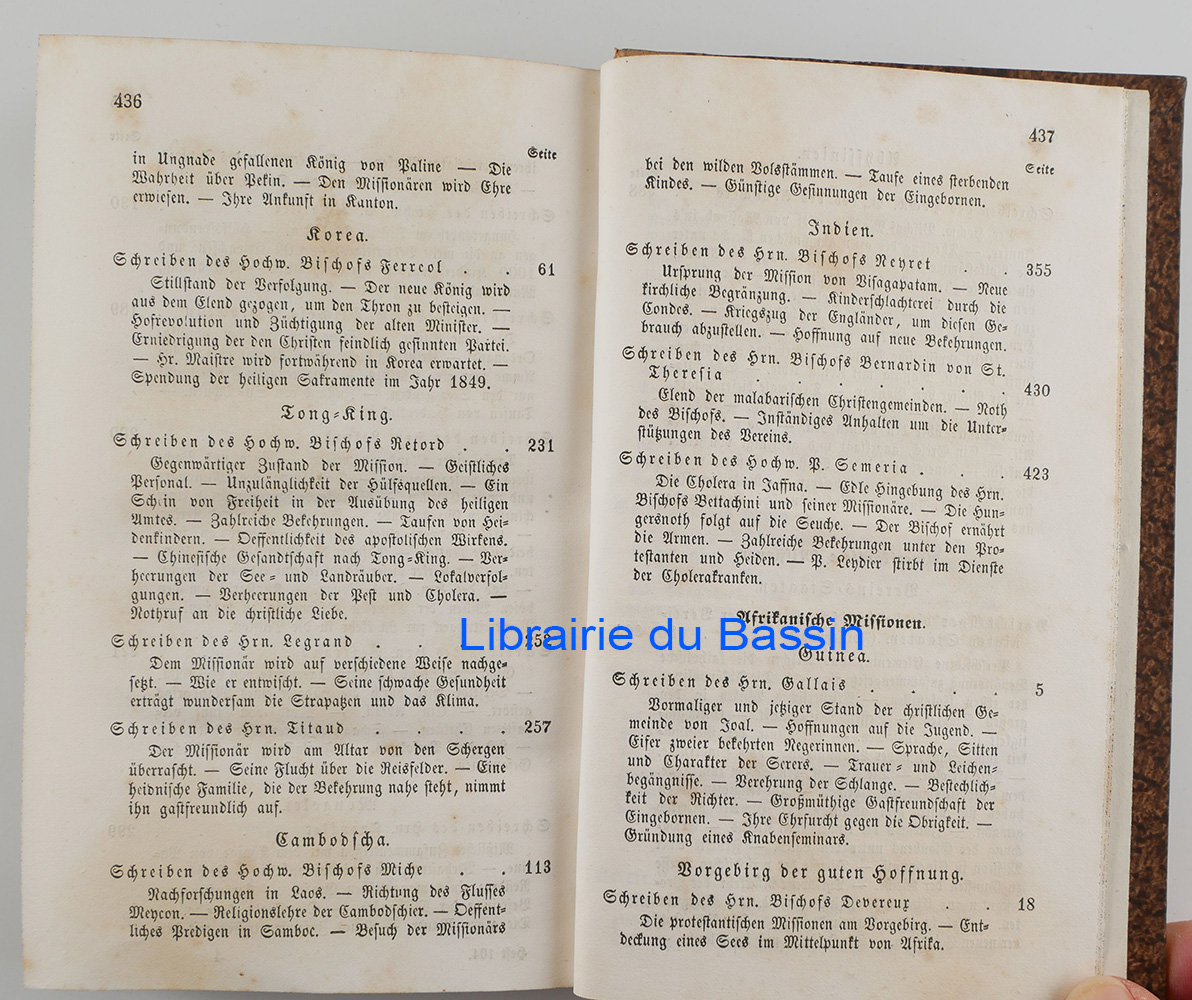 436
Seite
in Ungnade gefallenen König von Paline — Die
Wahrheit über Pekin. — Den Missionären wird Ehre
erwiesen. — Ihre Ankunft in Kanton.
Korea.
Schreiben des Hochw. Bischofs Ferreol . . 61
Stillstand der Verfolgung. — Der neue König wird
aus dem Elend gezogen, um den Thron zu besteigen. —
Hofrevolution und Züchtigung der alten Minister. —
Erniedrigung der den Christen feindlich gesinnten Partei.
— Hr. Maistre wird fortwährend in Korea erwartet. —
Spendung der heiligen Sakramente im Jahr 1849.
Tong-King.
Schreiben des Hochw. Bischofs Retord . . 231
Gegenwärtiger Zustand der Mission. — Geistliches
Personal. — Unzulänglichkeit der Hülfsquellen. — Ein
Schein von Freiheit in der Ausübung des heiligen
Amtes. — Zahlreiche Bekehrungen. — Taufen von Hei-
denkindern. — Oeffentlichkeit des apostolischen Wirkens.
— Chinesische Gesandtschaft nach Tong-King. — Ver-
heerungen der See- und Landräuber. — Lokalverfol-
gungen. — Verheerungen der Pest und Cholera. —
Nothruf an die christliche Liebe.
Schreiben des Hrn. Legrand . . . .
Dem Missionär wird auf verschiedene Weise nachge-
setzt. — Wie er entwischt. — Seine schwache Gesundheit
erträgt wundersam die Strapatzen und das Klima.
Schreiben des Hrn. Titaud . . . . 257
Der Missionär wird am Altar von den Schergen
überrascht. — Seine Flucht über die Reisfelder. — Eine
heidnische Familie, die der Bekehrung nahe steht, nimmt
ihn gastfreundlich auf.
Cambodscha.
Schreiben des Hochw. Bischofs Miche . . 113
Nachforschungen in Laos. — Richtung des Flusses
Meycon. — Religionslehre der Cambodschier. — Oeffent-
liches Predigen in Samboc. — Besuch der Missionärs
437
Seite
bei den wilden Volsstämmen. — Taufe eines sterbenden
Kindes. — Günstige Gesinnungen der Eingebornen.
Indien.
Schreiben des Hrn. Bischofs Neyret . . 355
Ursprung der Mission von Visagapatam. — Neue
kirchliche Begränzung. — Kinderschlachterei durch die
Condes. — Kriegszug der Engländer, um diesen Ge-
brauch abzustellen. — Hoffnung auf neue Bekehrungen.
Schreiben des Hrn. Bischofs Bernardin von St.
Theresia . . . . . . . 430
Elend der malabarischen Christengemeinden. — Noth
des Bischofs. — Inständiges Anhalten um die Unter-
stützungen des Vereins.
Schreiben des Hochw. P. Semeria . . . 423
Die Cholera in Jaffna. — Edle Hingebung des Hrn.
Bischofs Bettachini und seiner Missionäre. — Die Hun-
gersnoth folgt auf die Seuche. — Der Bischof ernährt
die Armen. — Zahlreiche Bekehrungen unter den Pro-
testanten und Heiden. — P. Leydier stirbt im Dienste
der Cholerakranken.
Afrikanische Missionen.
Guinea.
Schreiben des Hrn. Gallais . . . . 5
Vormaliger und jetziger Stand der christlichen Ge-
meinde von Joal. — Hoffnungen auf die Jugend. —
Eifer zweier bekehrten Negerinnen. — Sprache, Sitten
und Charakter der Serers. — Trauer- und Leichen-
begängnisse. — Verehrung der Schlange. — Bestechlich-
keit der Richter. — Großmüthige Gastfreundschaft der
Eingebornen. — Ihre Ehrfurcht gegen die Obrigkeit. —
Gründung eines Knabenseminars.
Vorgebirg der guten Hoffnung.
Schreiben des Hrn. Bischofs Devereux . . 18
Die protestantischen Missionen am Vorgebirg. — Ent-
deckung eines Sees im Mittelpunkt von Afrika.
Librairie du Bassin